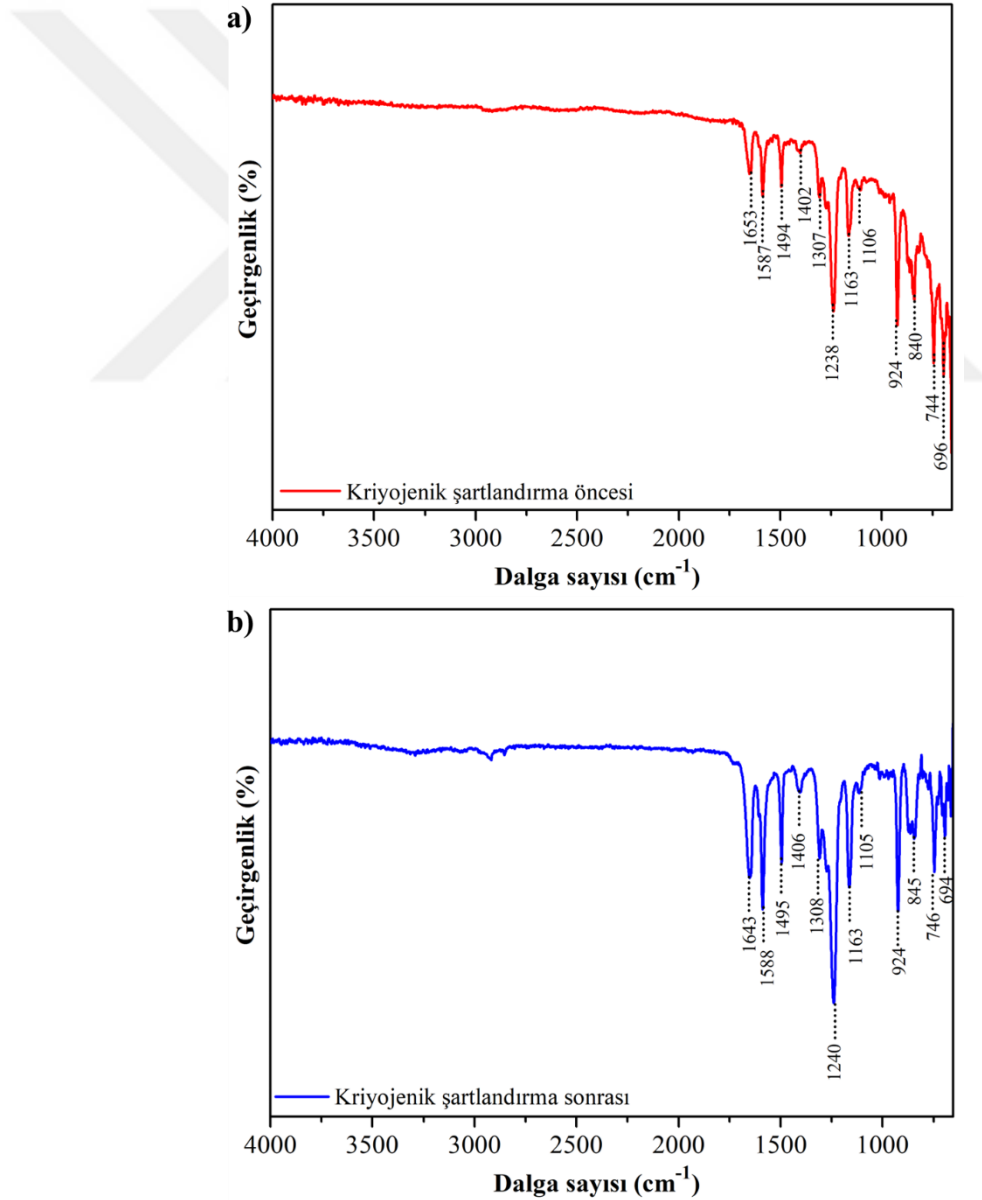 a)
Geçirgenlik (%)
1653
1587
1494
1402
1307
1238
1163
1106
924
840
744
696
Kriyojenik şartlandırma öncesi
4000 3500 3000 2500 2000 1500 1000
Dalga sayısı (cm⁻¹)
b)
Geçirgenlik (%)
1643
1588
1495
1406
1308
1240
1163
1105
924
845
746
694
Kriyojenik şartlandırma sonrası
4000 3500 3000 2500 2000 1500 1000
Dalga sayısı (cm⁻¹)